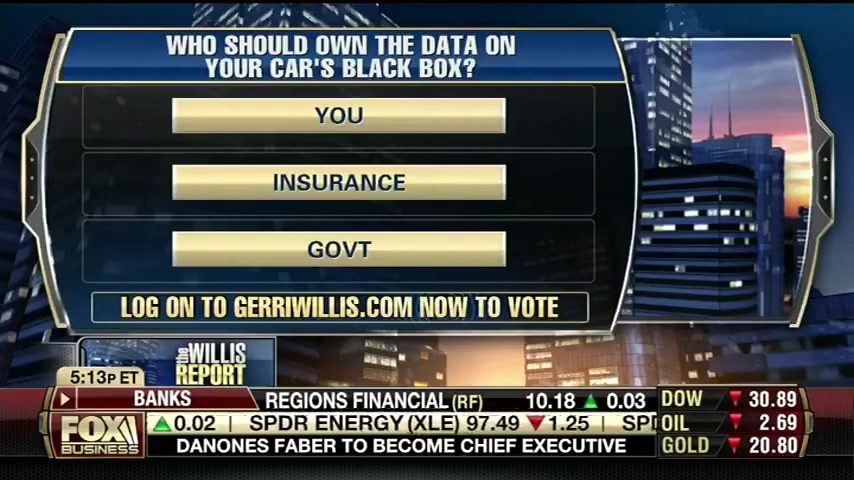 WHO SHOULD OWN THE DATA ON
YOUR CAR'S BLACK BOX?
YOU
INSURANCE
GOVT
LOG ON TO GERRIWILLIS.COM NOW TO VOTE
the WILLIS
REPORT
5:13P ET
BANKS
REGIONS FINANCIAL (RF) 10.18 ▲ 0.03
DOW ▼ 30.89
FOX
BUSINESS
▲0.02 | SPDR ENERGY (XLE) 97.49 ▼1.25 | SPD
OIL ▼ 2.69
DANONES FABER TO BECOME CHIEF EXECUTIVE
GOLD ▼ 20.80